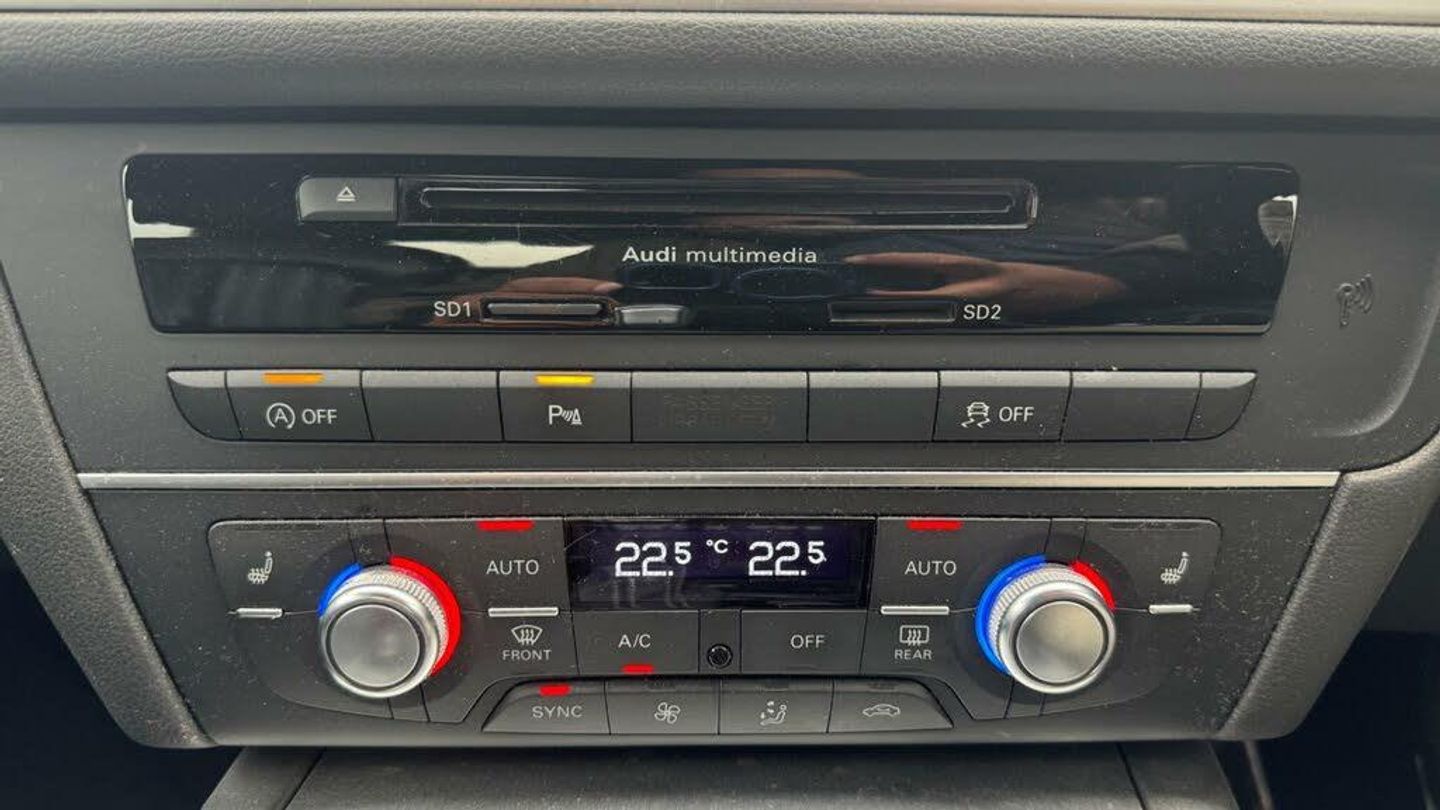 Audi multimedia
SD1 SD2
A OFF P OFF
AUTO 22.5 °C 22.5 AUTO
FRONT A/C OFF REAR
SYNC